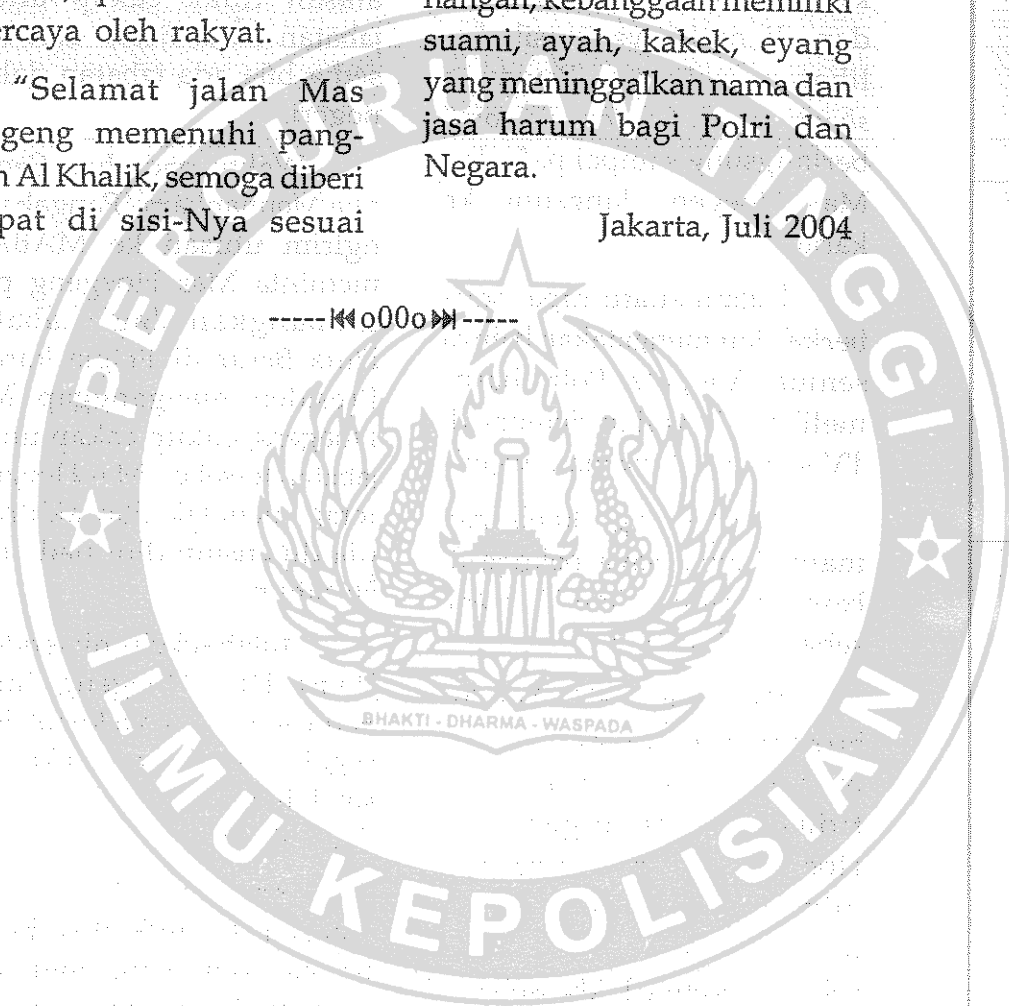 ercaya oleh rakyat.
"Selamat jalan Mas
geng memenuhi pang-
n Al Khalik, semoga diberi
pat di sisi-Nya sesuai
nangan, kebanggaan memiliki
suami, ayah, kakek, eyang
yang meninggalkan nama dan
jasa harum bagi Polri dan
Negara.
Jakarta, Juli 2004
-----⏮o00o⏭-----
PERGURUAN TINGGI
ILMU KEPOLISIAN
BHAKTI - DHARMA - WASPADA